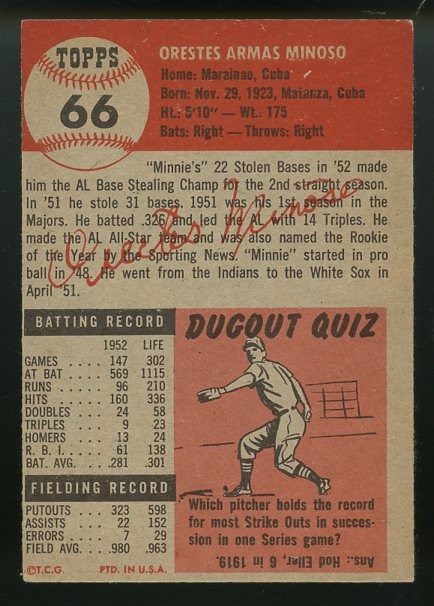 TOPPS
66
ORESTES ARMAS MINOSO
Home: Marainao, Cuba
Born: Nov. 29, 1923, Matanza, Cuba
Ht.: 5'10" — Wt.: 175
Bats: Right — Throws: Right
"Minnie's" 22 Stolen Bases in '52 made
him the AL Base Stealing Champ for the 2nd straight season.
In '51 he stole 31 bases. 1951 was his 1st season in the
Majors. He batted .326 and led the AL with 14 Triples. He
made the AL All-Star team and was also named the Rookie
of the Year by the Sporting News. "Minnie" started in pro
ball in '48. He went from the Indians to the White Sox in
April '51.
Orestes Minoso
BATTING RECORD
1952 LIFE
GAMES .... 147 302
AT BAT .... 569 1115
RUNS ..... 96 210
HITS ..... 160 336
DOUBLES .. 24 58
TRIPLES ... 9 23
HOMERS ... 13 24
R. B. I. .... 61 138
BAT. AVG. .. .281 .301
FIELDING RECORD
PUTOUTS ... 323 598
ASSISTS ... 22 152
ERRORS .... 7 29
FIELD AVG. .. .980 .963
©T.C.G. PTD. IN U.S.A.
DUGOUT QUIZ
Which pitcher holds the record
for most Strike Outs in succes-
sion in one Series game?
Ans.: Hod Eller, 6 in 1919.